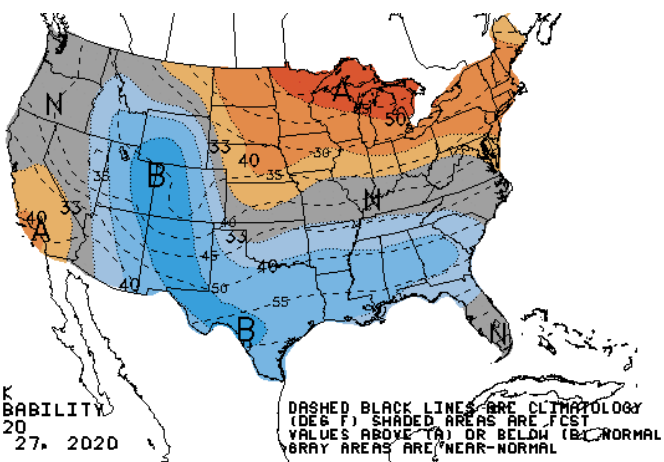 N
A
50
33
40
30
35
B
35
40
33
A
N
40
33
40
45
40
50
55
B
N
K
BABILITY
20
27, 2020
DASHED BLACK LINES ARE CLIMATOLOGY
(DEG F) SHADED AREAS ARE FCST
VALUES ABOVE (A) OR BELOW (B) NORMAL
GRAY AREAS ARE NEAR-NORMAL